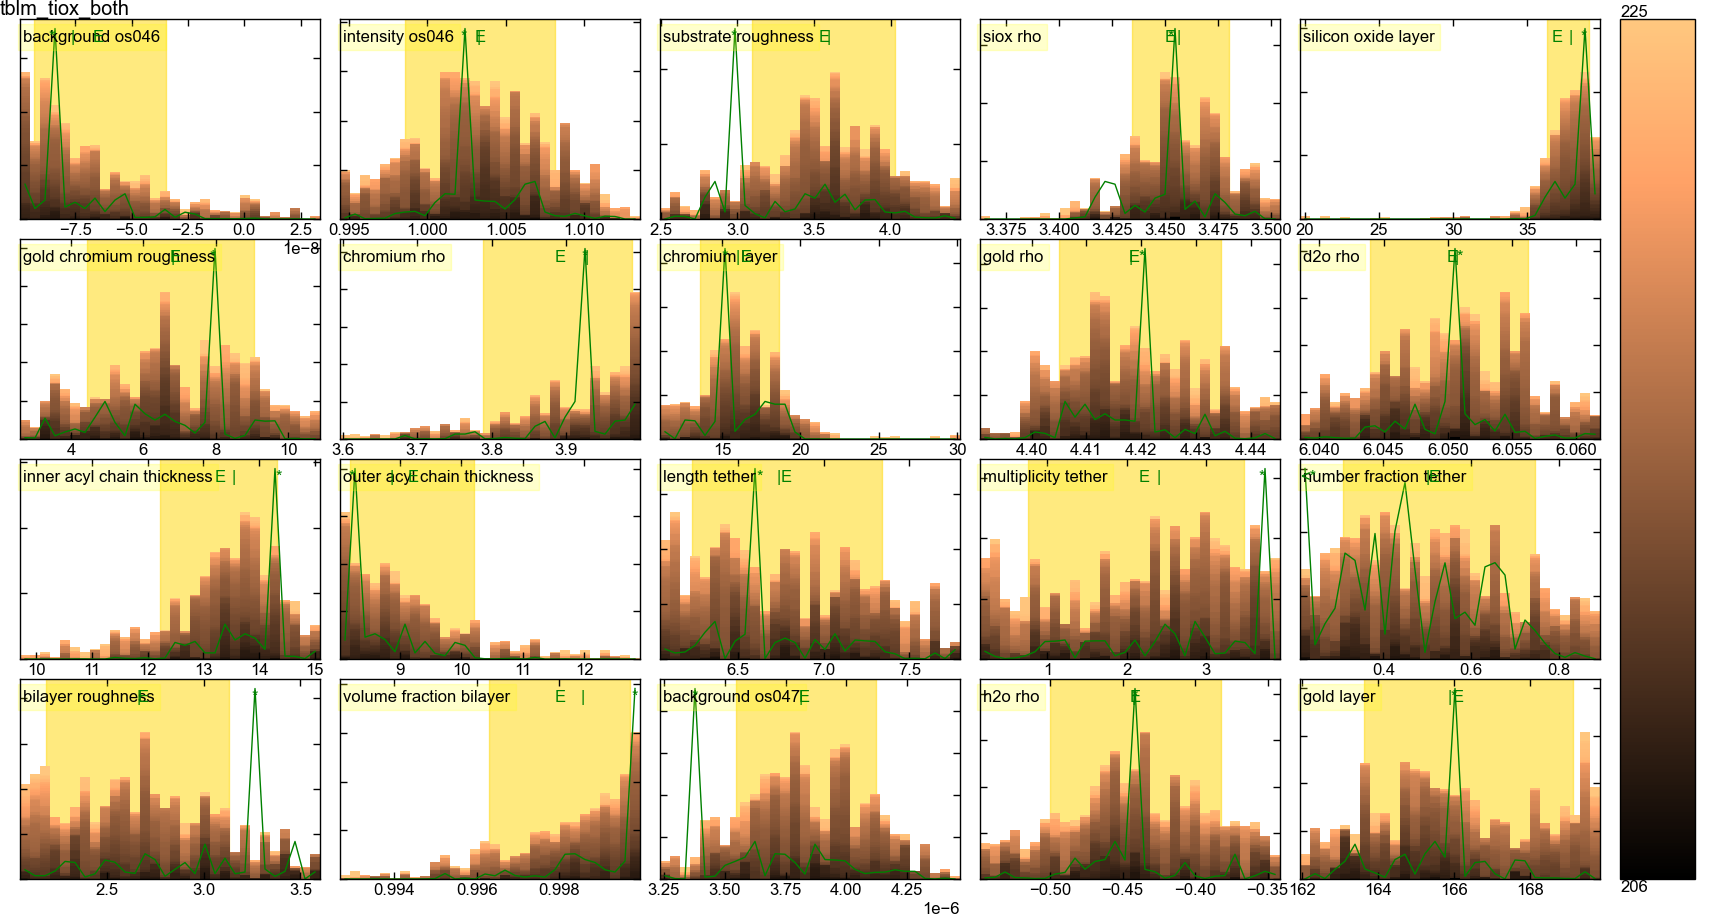 tblm_tiox_both
225
background os046
intensity os046
substrate roughness
siox rho
silicon oxide layer
* | E
* E
* E|
E*|
E | *
−7.5 −5.0 −2.5 0.0 2.5
0.995 1.000 1.005 1.010
2.5 3.0 3.5 4.0
3.375 3.400 3.425 3.450 3.475 3.500
20 25 30 35
1e−8
gold chromium roughness
chromium rho
chromium layer
gold rho
d2o rho
|E *
E *|
* |E
|E*
E|*
4 6 8 10
3.6 3.7 3.8 3.9
15 20 25 30
4.40 4.41 4.42 4.43 4.44
6.040 6.045 6.050 6.055 6.060
inner acyl chain thickness
outer acyl chain thickness
length tether
multiplicity tether
number fraction tether
E | *
* | E
* |E
E | *
* |E
10 11 12 13 14 15
9 10 11 12
6.5 7.0 7.5
1 2 3
0.4 0.6 0.8
bilayer roughness
volume fraction bilayer
background os047
h2o rho
gold layer
|E *
E | *
* |E
E
|*E
2.5 3.0 3.5
0.994 0.996 0.998
3.25 3.50 3.75 4.00 4.25
−0.50 −0.45 −0.40 −0.35
162 164 166 168
206
1e−6